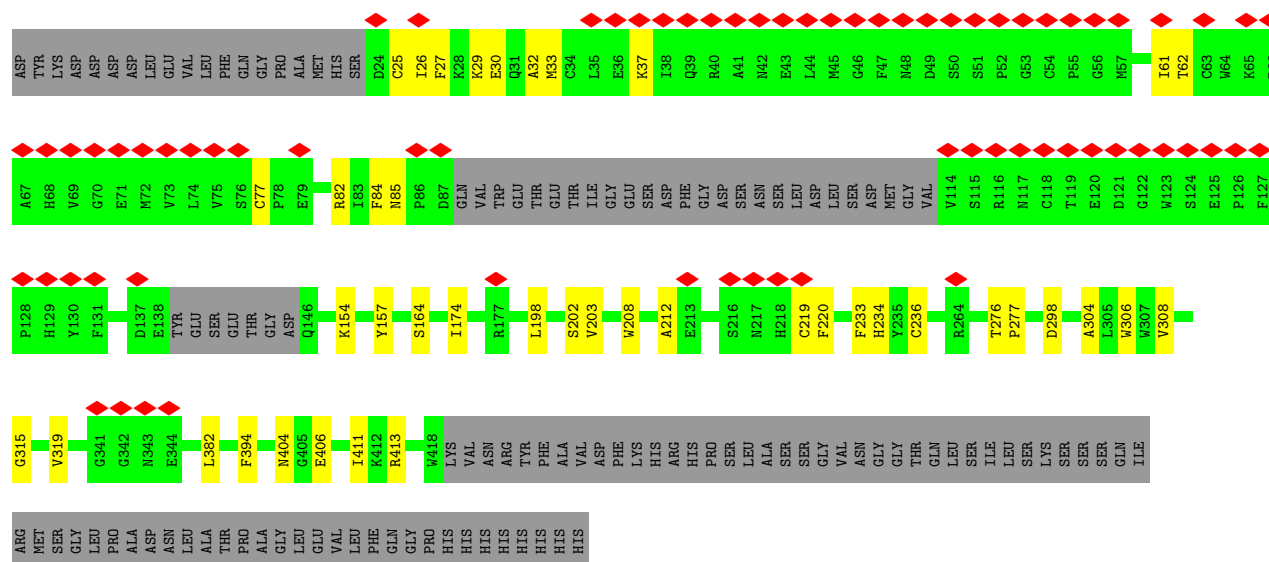 ASP TYR LYS ASP ASP ASP ASP LEU GLU VAL LEU PHE GLN GLY PRO ALA MET HIS SER D24 C25 I26 F27 K28 K29 E30 Q31 A32 M33 C34 L35 E36 K37 I38 Q39 R40 A41 N42 E43 L44 M45 G46 F47 N48 D49 S50 S51 P52 G53 C54 P55 G56 M57 I61 T62 C63 W64 K65
A67 H68 V69 G70 E71 M72 V73 L74 V75 S76 C77 P78 E79 R82 I83 F84 N85 P86 D87 GLN VAL TRP GLU THR GLU THR ILE GLY GLU SER ASP PHE GLY ASP SER ASN SER LEU ASP LEU SER ASP MET GLY VAL V114 S115 R116 N117 C118 T119 E120 D121 G122 W123 S124 E125 P126 F127
P128 H129 Y130 F131 D137 E138 TYR GLU SER GLU THR GLY ASP Q146 K154 Y157 S164 I174 R177 L198 S202 V203 W208 A212 E213 S216 N217 H218 C219 F220 F233 H234 Y235 C236 R264 T276 P277 D298 A304 L305 W306 W307 V308
G315 V319 G341 G342 N343 E344 L382 F394 N404 G405 E406 I411 K412 R413 W418 LYS VAL ASN ARG TYR PHE ALA VAL ASP PHE LYS HIS ARG HIS PRO SER LEU ALA SER SER GLY VAL ASN GLY GLY THR GLN LEU SER ILE LEU SER LYS SER SER SER GLN ILE
ARG MET SER GLY LEU PRO ALA ASP ASN LEU ALA THR PRO ALA GLY LEU GLU VAL LEU PHE GLN GLY PRO HIS HIS HIS HIS HIS HIS HIS HIS